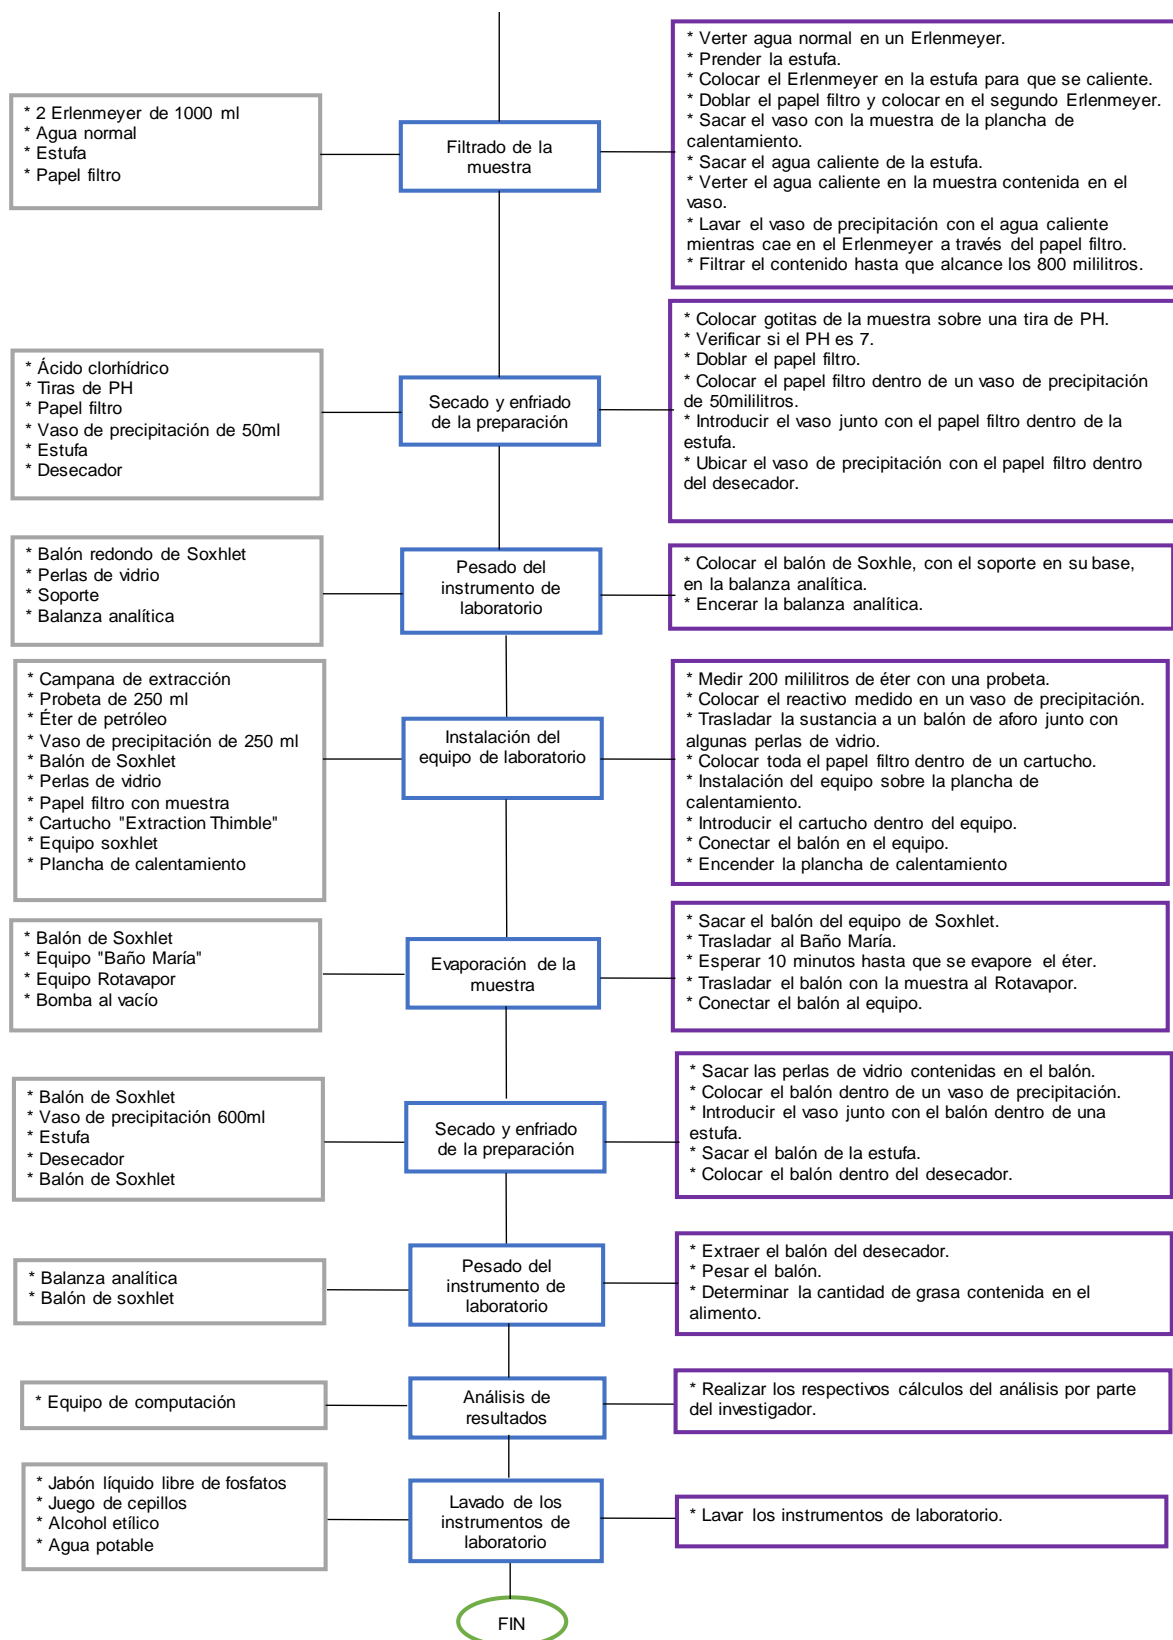 * 2 Erlenmeyer de 1000 ml
* Agua normal
* Estufa
* Papel filtro
Filtrado de la
muestra
* Verter agua normal en un Erlenmeyer.
* Prender la estufa.
* Colocar el Erlenmeyer en la estufa para que se caliente.
* Doblar el papel filtro y colocar en el segundo Erlenmeyer.
* Sacar el vaso con la muestra de la plancha de
calentamiento.
* Sacar el agua caliente de la estufa.
* Verter el agua caliente en la muestra contenida en el
vaso.
* Lavar el vaso de precipitación con el agua caliente
mientras cae en el Erlenmeyer a través del papel filtro.
* Filtrar el contenido hasta que alcance los 800 mililitros.
* Ácido clorhídrico
* Tiras de PH
* Papel filtro
* Vaso de precipitación de 50ml
* Estufa
* Desecador
Secado y enfriado
de la preparación
* Colocar gotitas de la muestra sobre una tira de PH.
* Verificar si el PH es 7.
* Doblar el papel filtro.
* Colocar el papel filtro dentro de un vaso de precipitación
de 50mililitros.
* Introducir el vaso junto con el papel filtro dentro de la
estufa.
* Ubicar el vaso de precipitación con el papel filtro dentro
del desecador.
* Balón redondo de Soxhlet
* Perlas de vidrio
* Soporte
* Balanza analítica
Pesado del
instrumento de
laboratorio
* Colocar el balón de Soxhle, con el soporte en su base,
en la balanza analítica.
* Encerar la balanza analítica.
* Campana de extracción
* Probeta de 250 ml
* Éter de petróleo
* Vaso de precipitación de 250 ml
* Balón de Soxhlet
* Perlas de vidrio
* Papel filtro con muestra
* Cartucho "Extraction Thimble"
* Equipo soxhlet
* Plancha de calentamiento
Instalación del
equipo de laboratorio
* Medir 200 mililitros de éter con una probeta.
* Colocar el reactivo medido en un vaso de precipitación.
* Trasladar la sustancia a un balón de aforo junto con
algunas perlas de vidrio.
* Colocar toda el papel filtro dentro de un cartucho.
* Instalación del equipo sobre la plancha de
calentamiento.
* Introducir el cartucho dentro del equipo.
* Conectar el balón en el equipo.
* Encender la plancha de calentamiento
* Balón de Soxhlet
* Equipo "Baño María"
* Equipo Rotavapor
* Bomba al vacío
Evaporación de la
muestra
* Sacar el balón del equipo de Soxhlet.
* Trasladar al Baño María.
* Esperar 10 minutos hasta que se evapore el éter.
* Trasladar el balón con la muestra al Rotavapor.
* Conectar el balón al equipo.
* Balón de Soxhlet
* Vaso de precipitación 600ml
* Estufa
* Desecador
* Balón de Soxhlet
Secado y enfriado
de la preparación
* Sacar las perlas de vidrio contenidas en el balón.
* Colocar el balón dentro de un vaso de precipitación.
* Introducir el vaso junto con el balón dentro de una
estufa.
* Sacar el balón de la estufa.
* Colocar el balón dentro del desecador.
* Balanza analítica
* Balón de soxhlet
Pesado del
instrumento de
laboratorio
* Extraer el balón del desecador.
* Pesar el balón.
* Determinar la cantidad de grasa contenida en el
alimento.
* Equipo de computación
Análisis de
resultados
* Realizar los respectivos cálculos del análisis por parte
del investigador.
* Jabón líquido libre de fosfatos
* Juego de cepillos
* Alcohol etílico
* Agua potable
Lavado de los
instrumentos de
laboratorio
* Lavar los instrumentos de laboratorio.
FIN